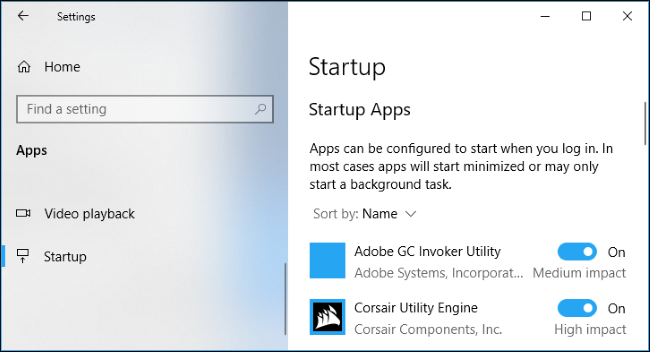 Settings
Home
Find a setting
Apps
Video playback
Startup
Startup
Startup Apps
Apps can be configured to start when you log in. In
most cases apps will start minimized or may only
start a background task.
Sort by: Name
Adobe GC Invoker Utility
On
Adobe Systems, Incorporat...
Medium impact
Corsair Utility Engine
On
Corsair Components, Inc.
High impact